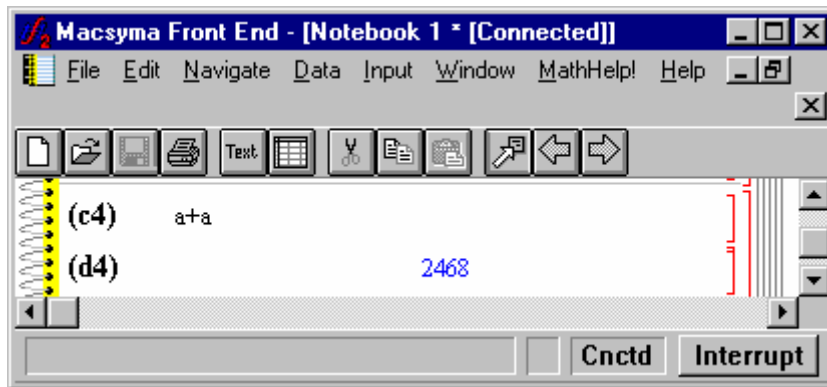 Macsyma Front End - [Notebook 1 * [Connected]]
File Edit Navigate Data Input Window MathHelp! Help
Text
(c4) a+a
(d4) 2468
Cnctd Interrupt